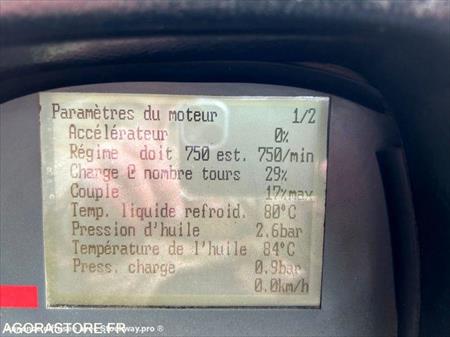 Paramètres du moteur 1/2
Accélérateur 0%
Régime doit 750 est. 750/min
Charge @ nombre tours 29%
Couple 17%max
Temp. liquide refroid. 80°C
Pression d'huile 2.6bar
Température de l'huile 84°C
Press. charge 0.9bar
0.0km/h
AGORASTORE.FR